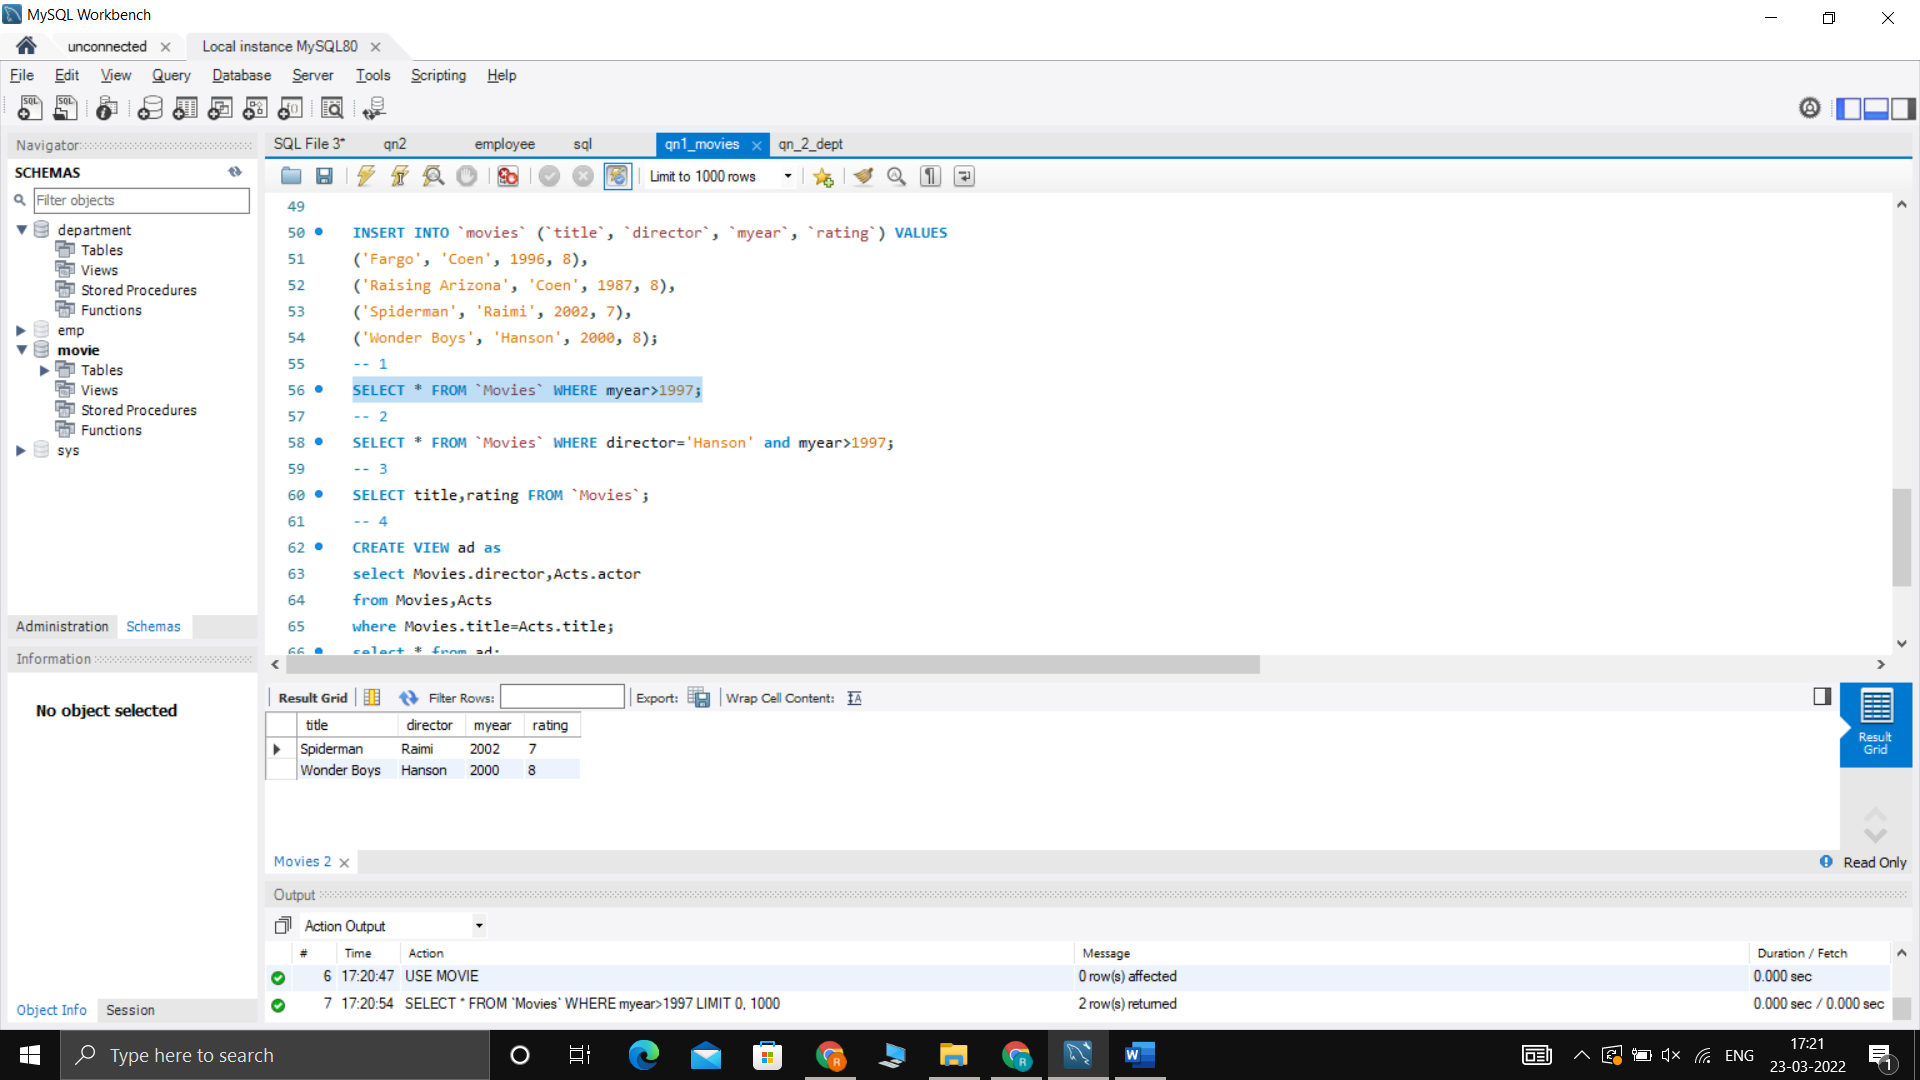 MySQL Workbench
unconnected
Local instance MySQL80
File Edit View Query Database Server Tools Scripting Help
Navigator
SCHEMAS
Filter objects
department
Tables
Views
Stored Procedures
Functions
emp
movie
Tables
Views
Stored Procedures
Functions
sys
Administration Schemas
Information
No object selected
Object Info Session
SQL File 3* qn2 employee sql qn1_movies qn_2_dept
Limit to 1000 rows
49
50 INSERT INTO `movies` (`title`, `director`, `myear`, `rating`) VALUES
51 ('Fargo', 'Coen', 1996, 8),
52 ('Raising Arizona', 'Coen', 1987, 8),
53 ('Spiderman', 'Raimi', 2002, 7),
54 ('Wonder Boys', 'Hanson', 2000, 8);
55 -- 1
56 SELECT * FROM `Movies` WHERE myear>1997;
57 -- 2
58 SELECT * FROM `Movies` WHERE director='Hanson' and myear>1997;
59 -- 3
60 SELECT title,rating FROM `Movies`;
61 -- 4
62 CREATE VIEW ad as
63 select Movies.director,Acts.actor
64 from Movies,Acts
65 where Movies.title=Acts.title;
66 select * from ad;
Result Grid Filter Rows: Export: Wrap Cell Content:
title director myear rating
Spiderman Raimi 2002 7
Wonder Boys Hanson 2000 8
Result
Grid
Movies 2
Read Only
Output
Action Output
# Time Action Message Duration / Fetch
6 17:20:47 USE MOVIE 0 row(s) affected 0.000 sec
7 17:20:54 SELECT * FROM `Movies` WHERE myear>1997 LIMIT 0, 1000 2 row(s) returned 0.000 sec / 0.000 sec
Type here to search
ENG
17:21
23-03-2022
1